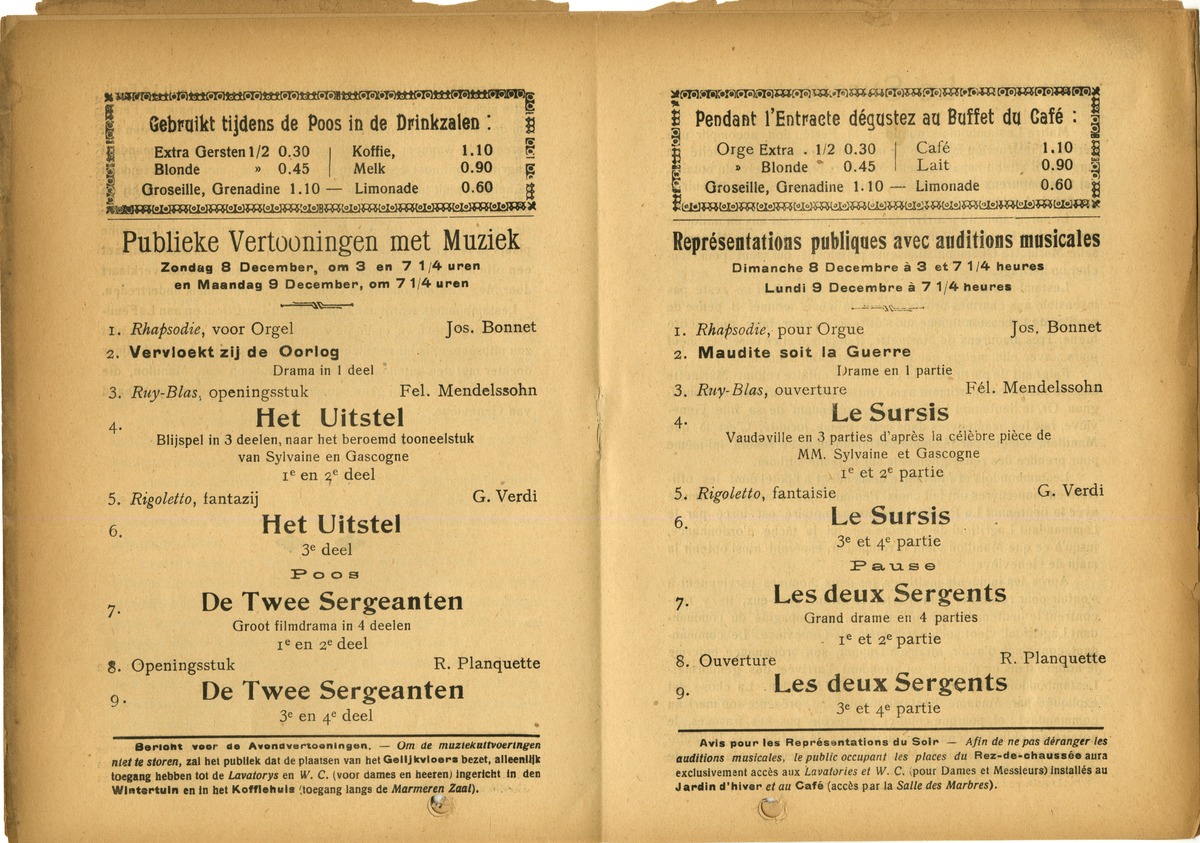 Gebruikt tijdens de Poos in de Drinkzalen :
Extra Gersten 1/2 0.30 | Koffie, 1.10
Blonde » 0.45 | Melk 0.90
Groseille, Grenadine 1.10 — Limonade 0.60
Publieke Vertooningen met Muziek
Zondag 8 December, om 3 en 7 1/4 uren
en Maandag 9 December, om 7 1/4 uren
1. Rhapsodie, voor Orgel Jos. Bonnet
2. Vervloekt zij de Oorlog
Drama in 1 deel
3. Ruy-Blas, openingsstuk Fel. Mendelssohn
4. Het Uitstel
Blijspel in 3 deelen, naar het beroemd tooneelstuk
van Sylvaine en Gascogne
1e en 2e deel
5. Rigoletto, fantazij G. Verdi
6. Het Uitstel
3e deel
Poos
7. De Twee Sergeanten
Groot filmdrama in 4 deelen
1e en 2e deel
8. Openingsstuk R. Planquette
9. De Twee Sergeanten
3e en 4e deel
Bericht voor de Avondvertooningen. — Om de muziekuitvoeringen
niet te storen, zal het publiek dat de plaatsen van het Gelijkvloers bezet, alleenlijk
toegang hebben tot de Lavatorys en W. C. (voor dames en heeren) ingericht in den
Wintertuin en in het Koffiehuis (toegang langs de Marmeren Zaal).
Pendant l'Entracte dégustez au Buffet du Café :
Orge Extra . 1/2 0.30 | Café 1.10
» Blonde » 0.45 | Lait 0.90
Groseille, Grenadine 1.10 — Limonade 0.60
Représentations publiques avec auditions musicales
Dimanche 8 Decembre à 3 et 7 1/4 heures
Lundi 9 Decembre à 7 1/4 heures
1. Rhapsodie, pour Orgue Jos. Bonnet
2. Maudite soit la Guerre
Drame en 1 partie
3. Ruy-Blas, ouverture Fél. Mendelssohn
4. Le Sursis
Vaudeville en 3 parties d'après la célèbre pièce de
MM. Sylvaine et Gascogne
1e et 2e partie
5. Rigoletto, fantaisie G. Verdi
6. Le Sursis
3e et 4e partie
Pause
7. Les deux Sergents
Grand drame en 4 parties
1e et 2e partie
8. Ouverture R. Planquette
9. Les deux Sergents
3e et 4e partie
Avis pour les Représentations du Soir — Afin de ne pas déranger les
auditions musicales, le public occupant les places du Rez-de-chaussée aura
exclusivement accès aux Lavatories et W. C. (pour Dames et Messieurs) installés au
Jardin d'hiver et au Café (accès par la Salle des Marbres).